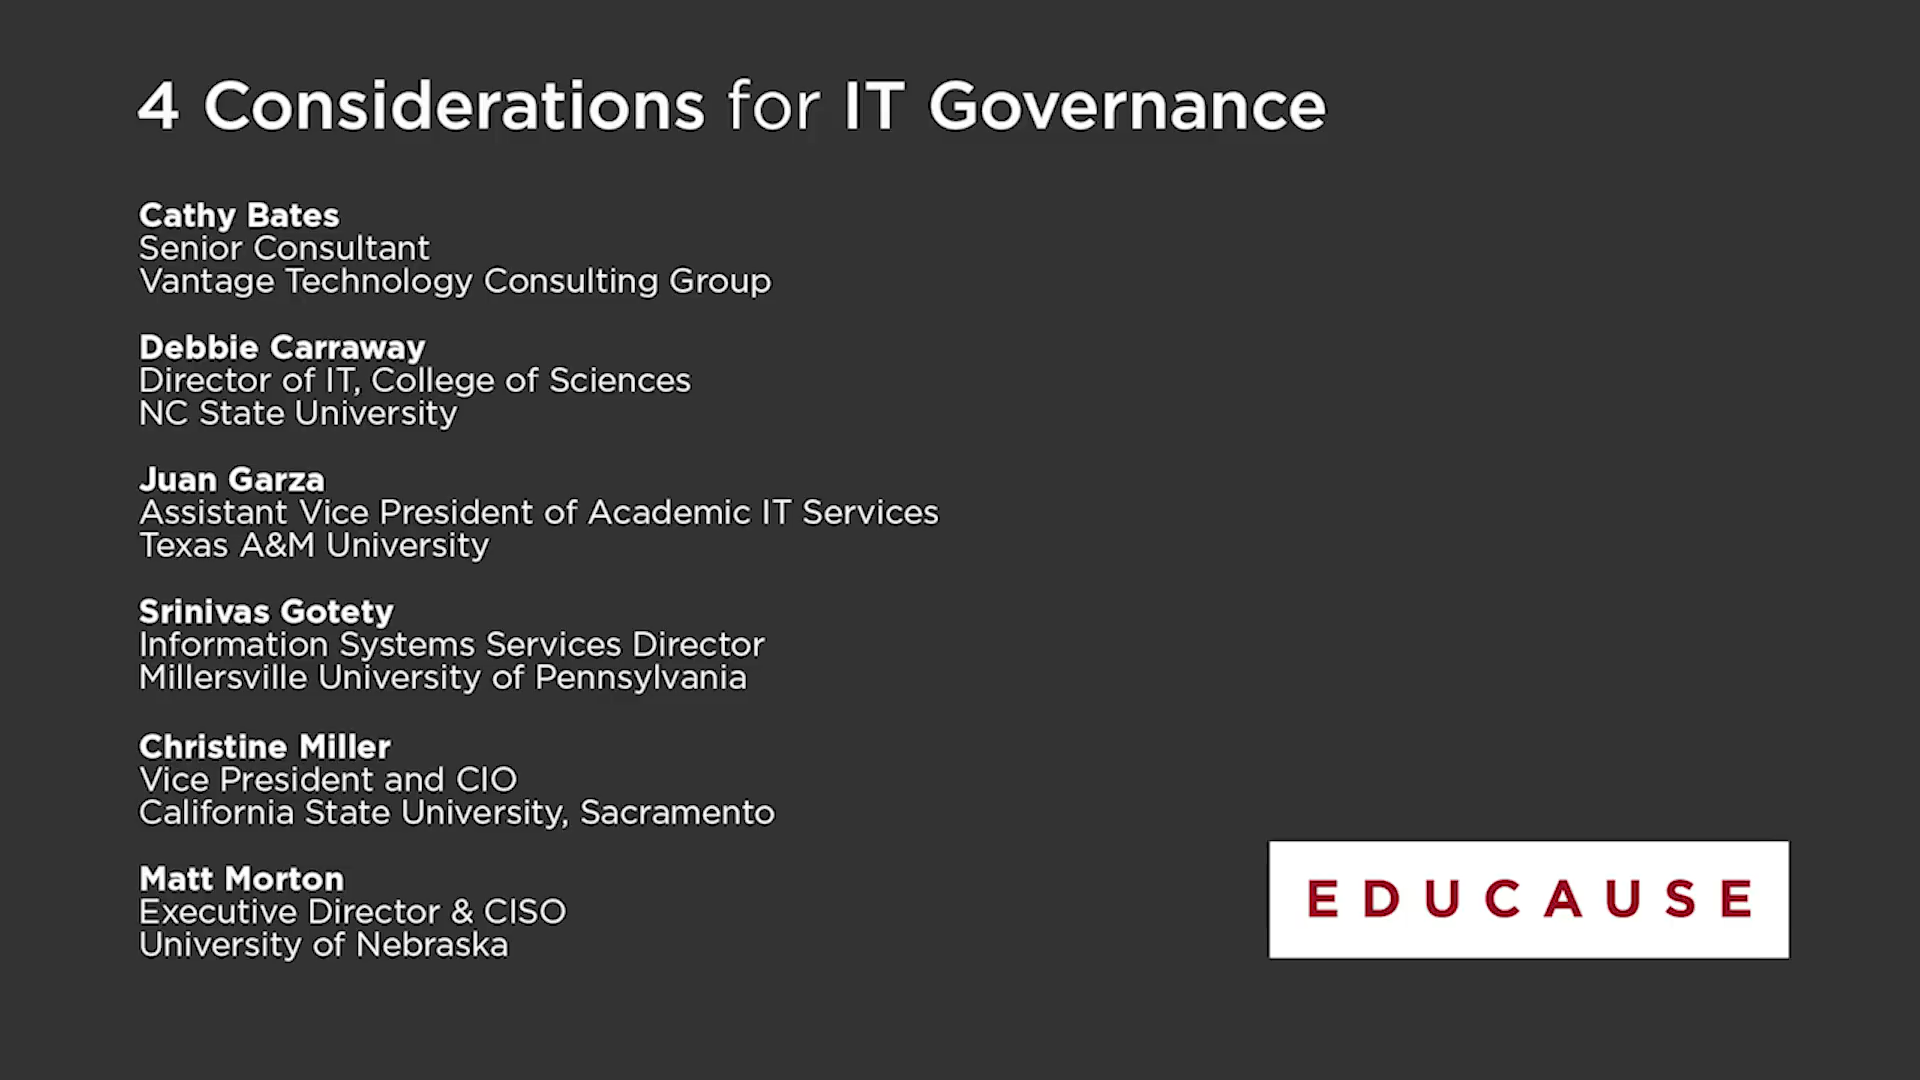 4 Considerations for IT Governance
Cathy Bates
Senior Consultant
Vantage Technology Consulting Group
Debbie Carraway
Director of IT, College of Sciences
NC State University
Juan Garza
Assistant Vice President of Academic IT Services
Texas A&M University
Srinivas Gotety
Information Systems Services Director
Millersville University of Pennsylvania
Christine Miller
Vice President and CIO
California State University, Sacramento
Matt Morton
Executive Director & CISO
University of Nebraska
EDUCAUSE